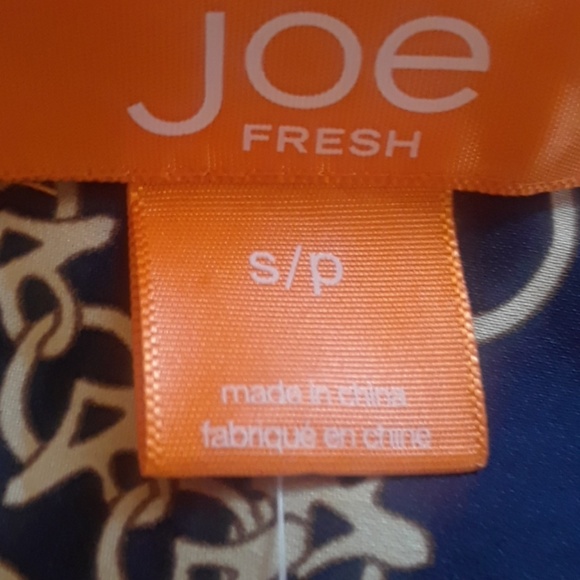 Joe
FRESH
s/p
made in china
fabriqué en chine